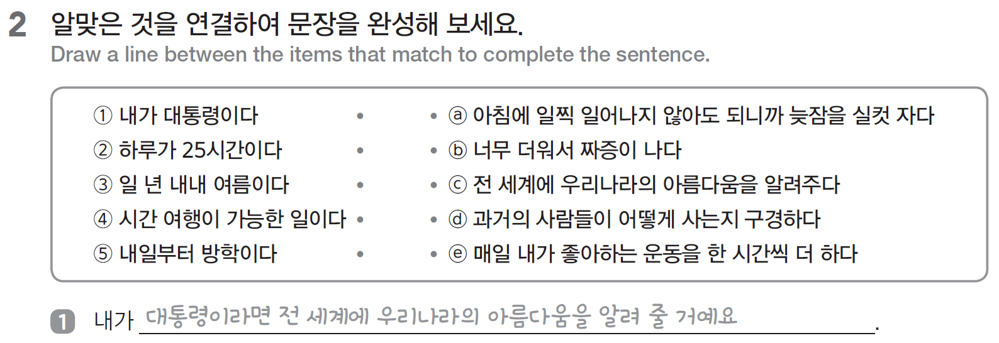 2 알맞은 것을 연결하여 문장을 완성해 보세요.
Draw a line between the items that match to complete the sentence.
① 내가 대통령이다 • • ⓐ 아침에 일찍 일어나지 않아도 되니까 늦잠을 실컷 자다
② 하루가 25시간이다 • • ⓑ 너무 더워서 짜증이 나다
③ 일 년 내내 여름이다 • • ⓒ 전 세계에 우리나라의 아름다움을 알려주다
④ 시간 여행이 가능한 일이다 • • ⓓ 과거의 사람들이 어떻게 사는지 구경하다
⑤ 내일부터 방학이다 • • ⓔ 매일 내가 좋아하는 운동을 한 시간씩 더 하다
1 내가 대통령이라면 전 세계에 우리나라의 아름다움을 알려 줄 거예요.